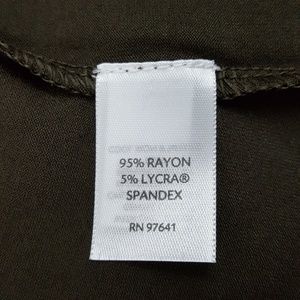 95% RAYON
5% LYCRA®
SPANDEX
RN 97641